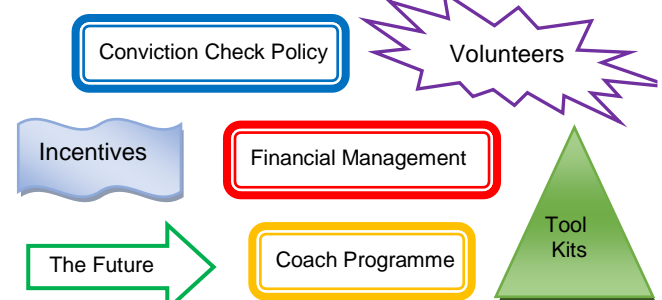 Conviction Check Policy
Volunteers
Incentives
Financial Management
Tool
Kits
The Future
Coach Programme